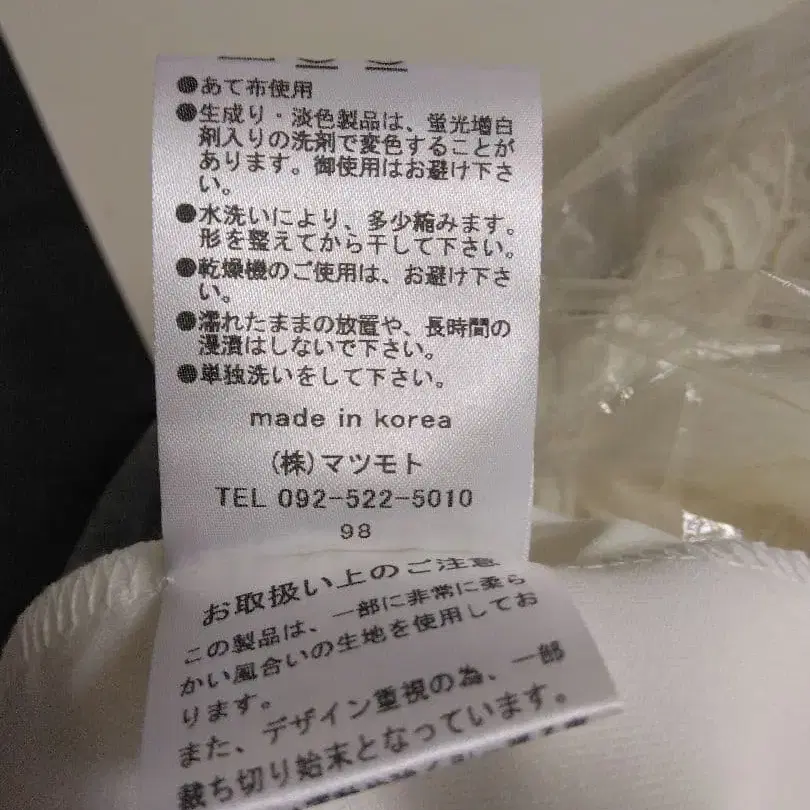 ●あて布使用
●生成り・淡色製品は、蛍光増白
剤入りの洗剤で変色することが
あります。御使用はお避け下さ
い。
●水洗いにより、多少縮みます。
形を整えてから干して下さい。
●乾燥機のご使用は、お避け下さ
い。
●濡れたままの放置や、長時間の
浸漬はしないで下さい。
●単独洗いをして下さい。
made in korea
(株)マツモト
TEL 092-522-5010
98
お取扱い上のご注意
この製品は、一部に非常に柔ら
かい風合いの生地を使用してお
ります。
また、デザイン重視の為、一部
裁ち切り始末となっています。